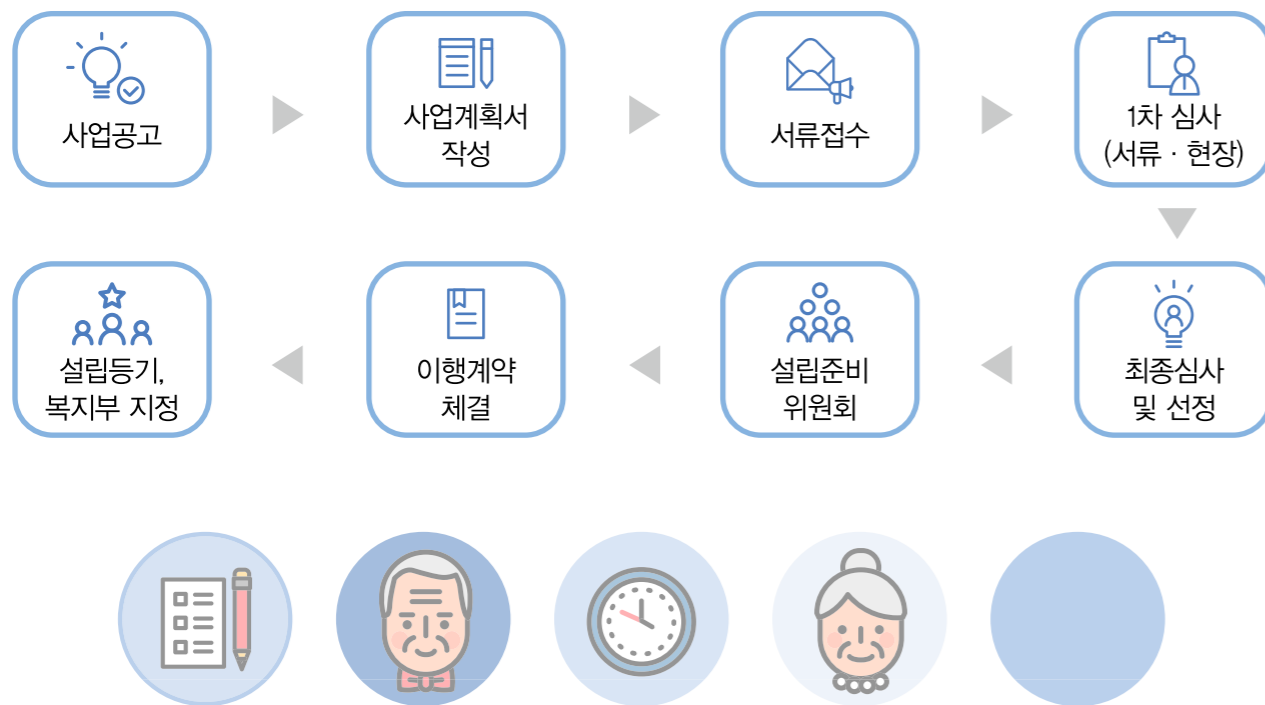 사업공고
사업계획서
작성
서류접수
1차 심사
(서류 · 현장)
최종심사
및 선정
설립준비
위원회
이행계약
체결
설립등기,
복지부 지정